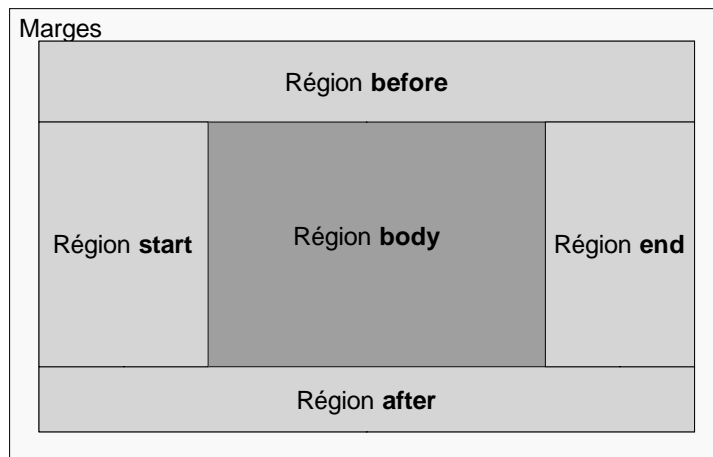 Marges
Région before
Région start
Région body
Région end
Région after